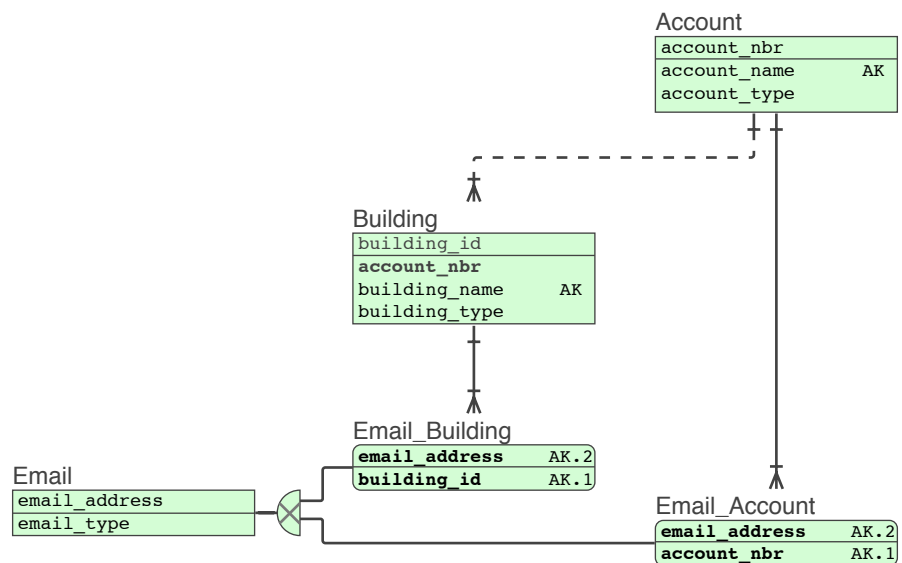 Account
account_nbr
account_name AK
account_type
Building
building_id
account_nbr
building_name AK
building_type
Email_Building
email_address AK.2
building_id AK.1
Email
email_address
email_type
Email_Account
email_address AK.2
account_nbr AK.1